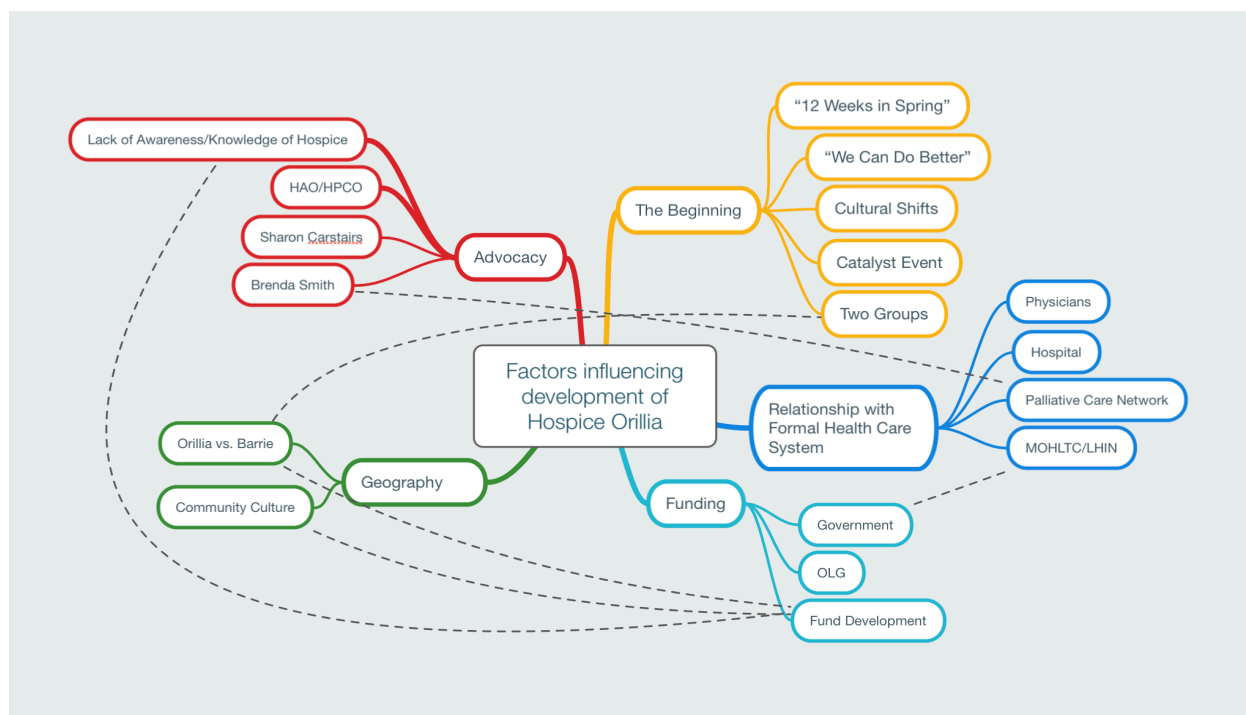 Factors influencing
development of
Hospice Orillia
Advocacy
Lack of Awareness/Knowledge of Hospice
HAO/HPCO
Sharon Carstairs
Brenda Smith
The Beginning
“12 Weeks in Spring”
“We Can Do Better”
Cultural Shifts
Catalyst Event
Two Groups
Relationship with
Formal Health Care
System
Physicians
Hospital
Palliative Care Network
MOHLTC/LHIN
Geography
Orillia vs. Barrie
Community Culture
Funding
Government
OLG
Fund Development